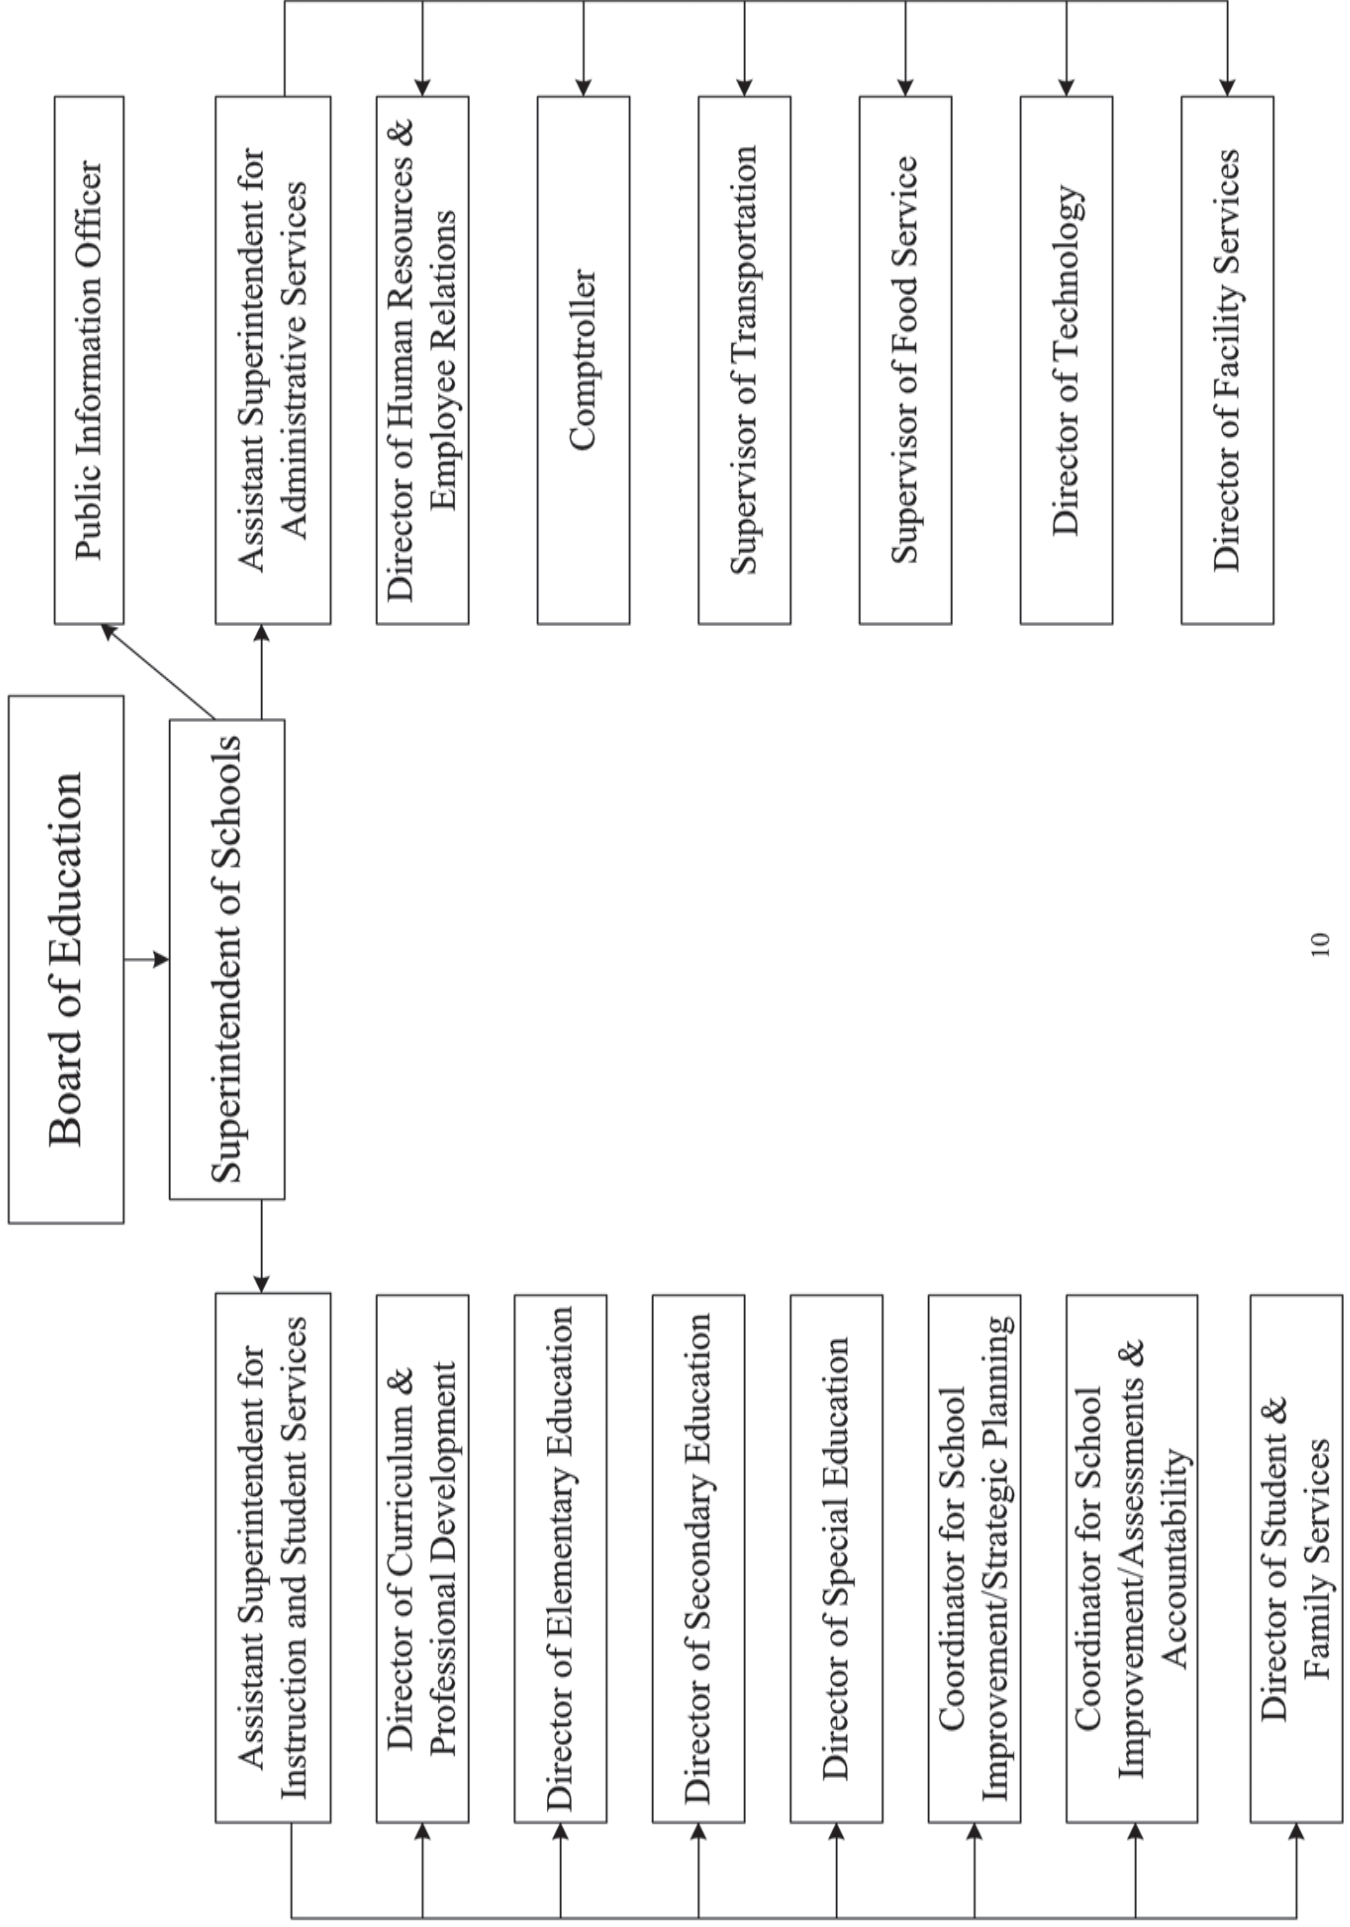 Board of Education
Superintendent of Schools
Public Information Officer
Assistant Superintendent for
Instruction and Student Services
Director of Curriculum &
Professional Development
Director of Elementary Education
Director of Secondary Education
Director of Special Education
Coordinator for School
Improvement/Strategic Planning
Coordinator for School
Improvement/Assessments &
Accountability
Director of Student &
Family Services
Assistant Superintendent for
Administrative Services
Director of Human Resources &
Employee Relations
Comptroller
Supervisor of Transportation
Supervisor of Food Service
Director of Technology
Director of Facility Services
10